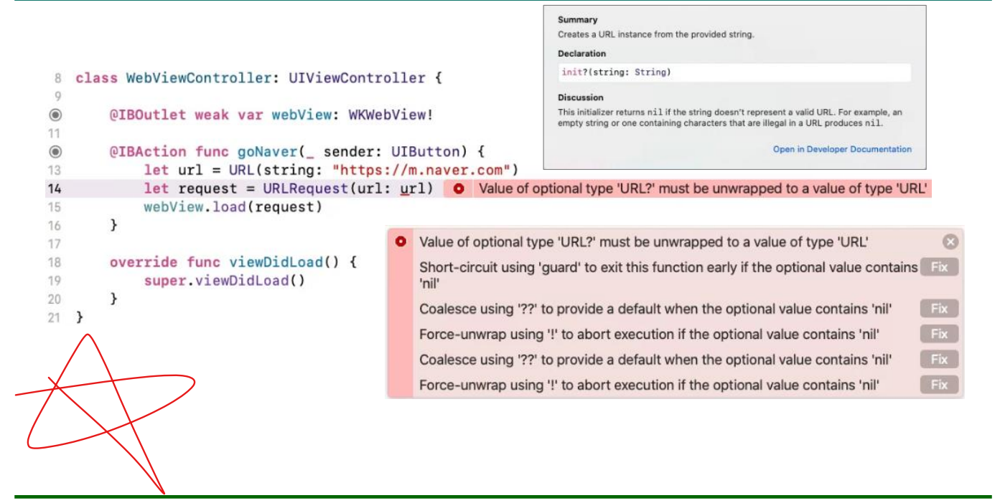 Summary
Creates a URL instance from the provided string.
Declaration
init?(string: String)
Discussion
This initializer returns nil if the string doesn't represent a valid URL. For example, an
empty string or one containing characters that are illegal in a URL produces nil.
Open in Developer Documentation
8 class WebViewController: UIViewController {
9
@IBOutlet weak var webView: WKWebView!
11
@IBAction func goNaver(_ sender: UIButton) {
13 let url = URL(string: "https://m.naver.com")
14 let request = URLRequest(url: url) Value of optional type 'URL?' must be unwrapped to a value of type 'URL'
15 webView.load(request)
16 }
17
18 override func viewDidLoad() {
19 super.viewDidLoad()
20 }
21 }
Value of optional type 'URL?' must be unwrapped to a value of type 'URL'
Short-circuit using 'guard' to exit this function early if the optional value contains Fix
'nil'
Coalesce using '??' to provide a default when the optional value contains 'nil' Fix
Force-unwrap using '!' to abort execution if the optional value contains 'nil' Fix
Coalesce using '??' to provide a default when the optional value contains 'nil' Fix
Force-unwrap using '!' to abort execution if the optional value contains 'nil' Fix